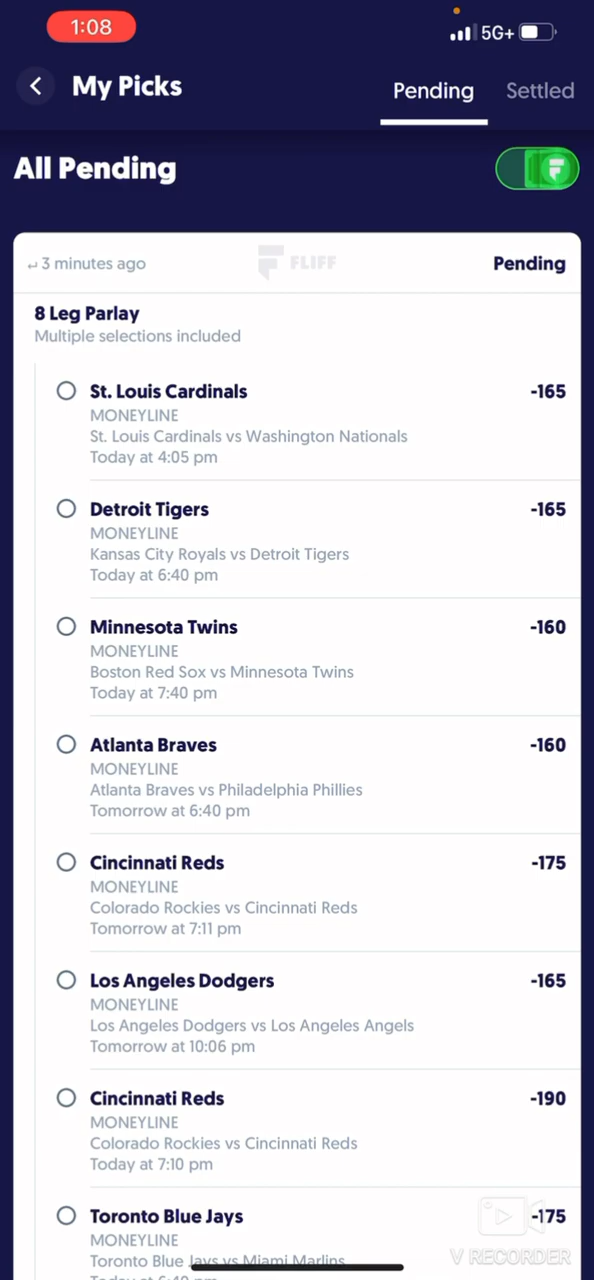 1:08
5G+
My Picks
Pending
Settled
All Pending
3 minutes ago
FLIFF
Pending
8 Leg Parlay
Multiple selections included
St. Louis Cardinals -165
MONEYLINE
St. Louis Cardinals vs Washington Nationals
Today at 4:05 pm
Detroit Tigers -165
MONEYLINE
Kansas City Royals vs Detroit Tigers
Today at 6:40 pm
Minnesota Twins -160
MONEYLINE
Boston Red Sox vs Minnesota Twins
Today at 7:40 pm
Atlanta Braves -160
MONEYLINE
Atlanta Braves vs Philadelphia Phillies
Tomorrow at 6:40 pm
Cincinnati Reds -175
MONEYLINE
Colorado Rockies vs Cincinnati Reds
Tomorrow at 7:11 pm
Los Angeles Dodgers -165
MONEYLINE
Los Angeles Dodgers vs Los Angeles Angels
Tomorrow at 10:06 pm
Cincinnati Reds -190
MONEYLINE
Colorado Rockies vs Cincinnati Reds
Today at 7:10 pm
Toronto Blue Jays -175
MONEYLINE
Toronto Blue Jays vs Miami Marlins
V RECORDER